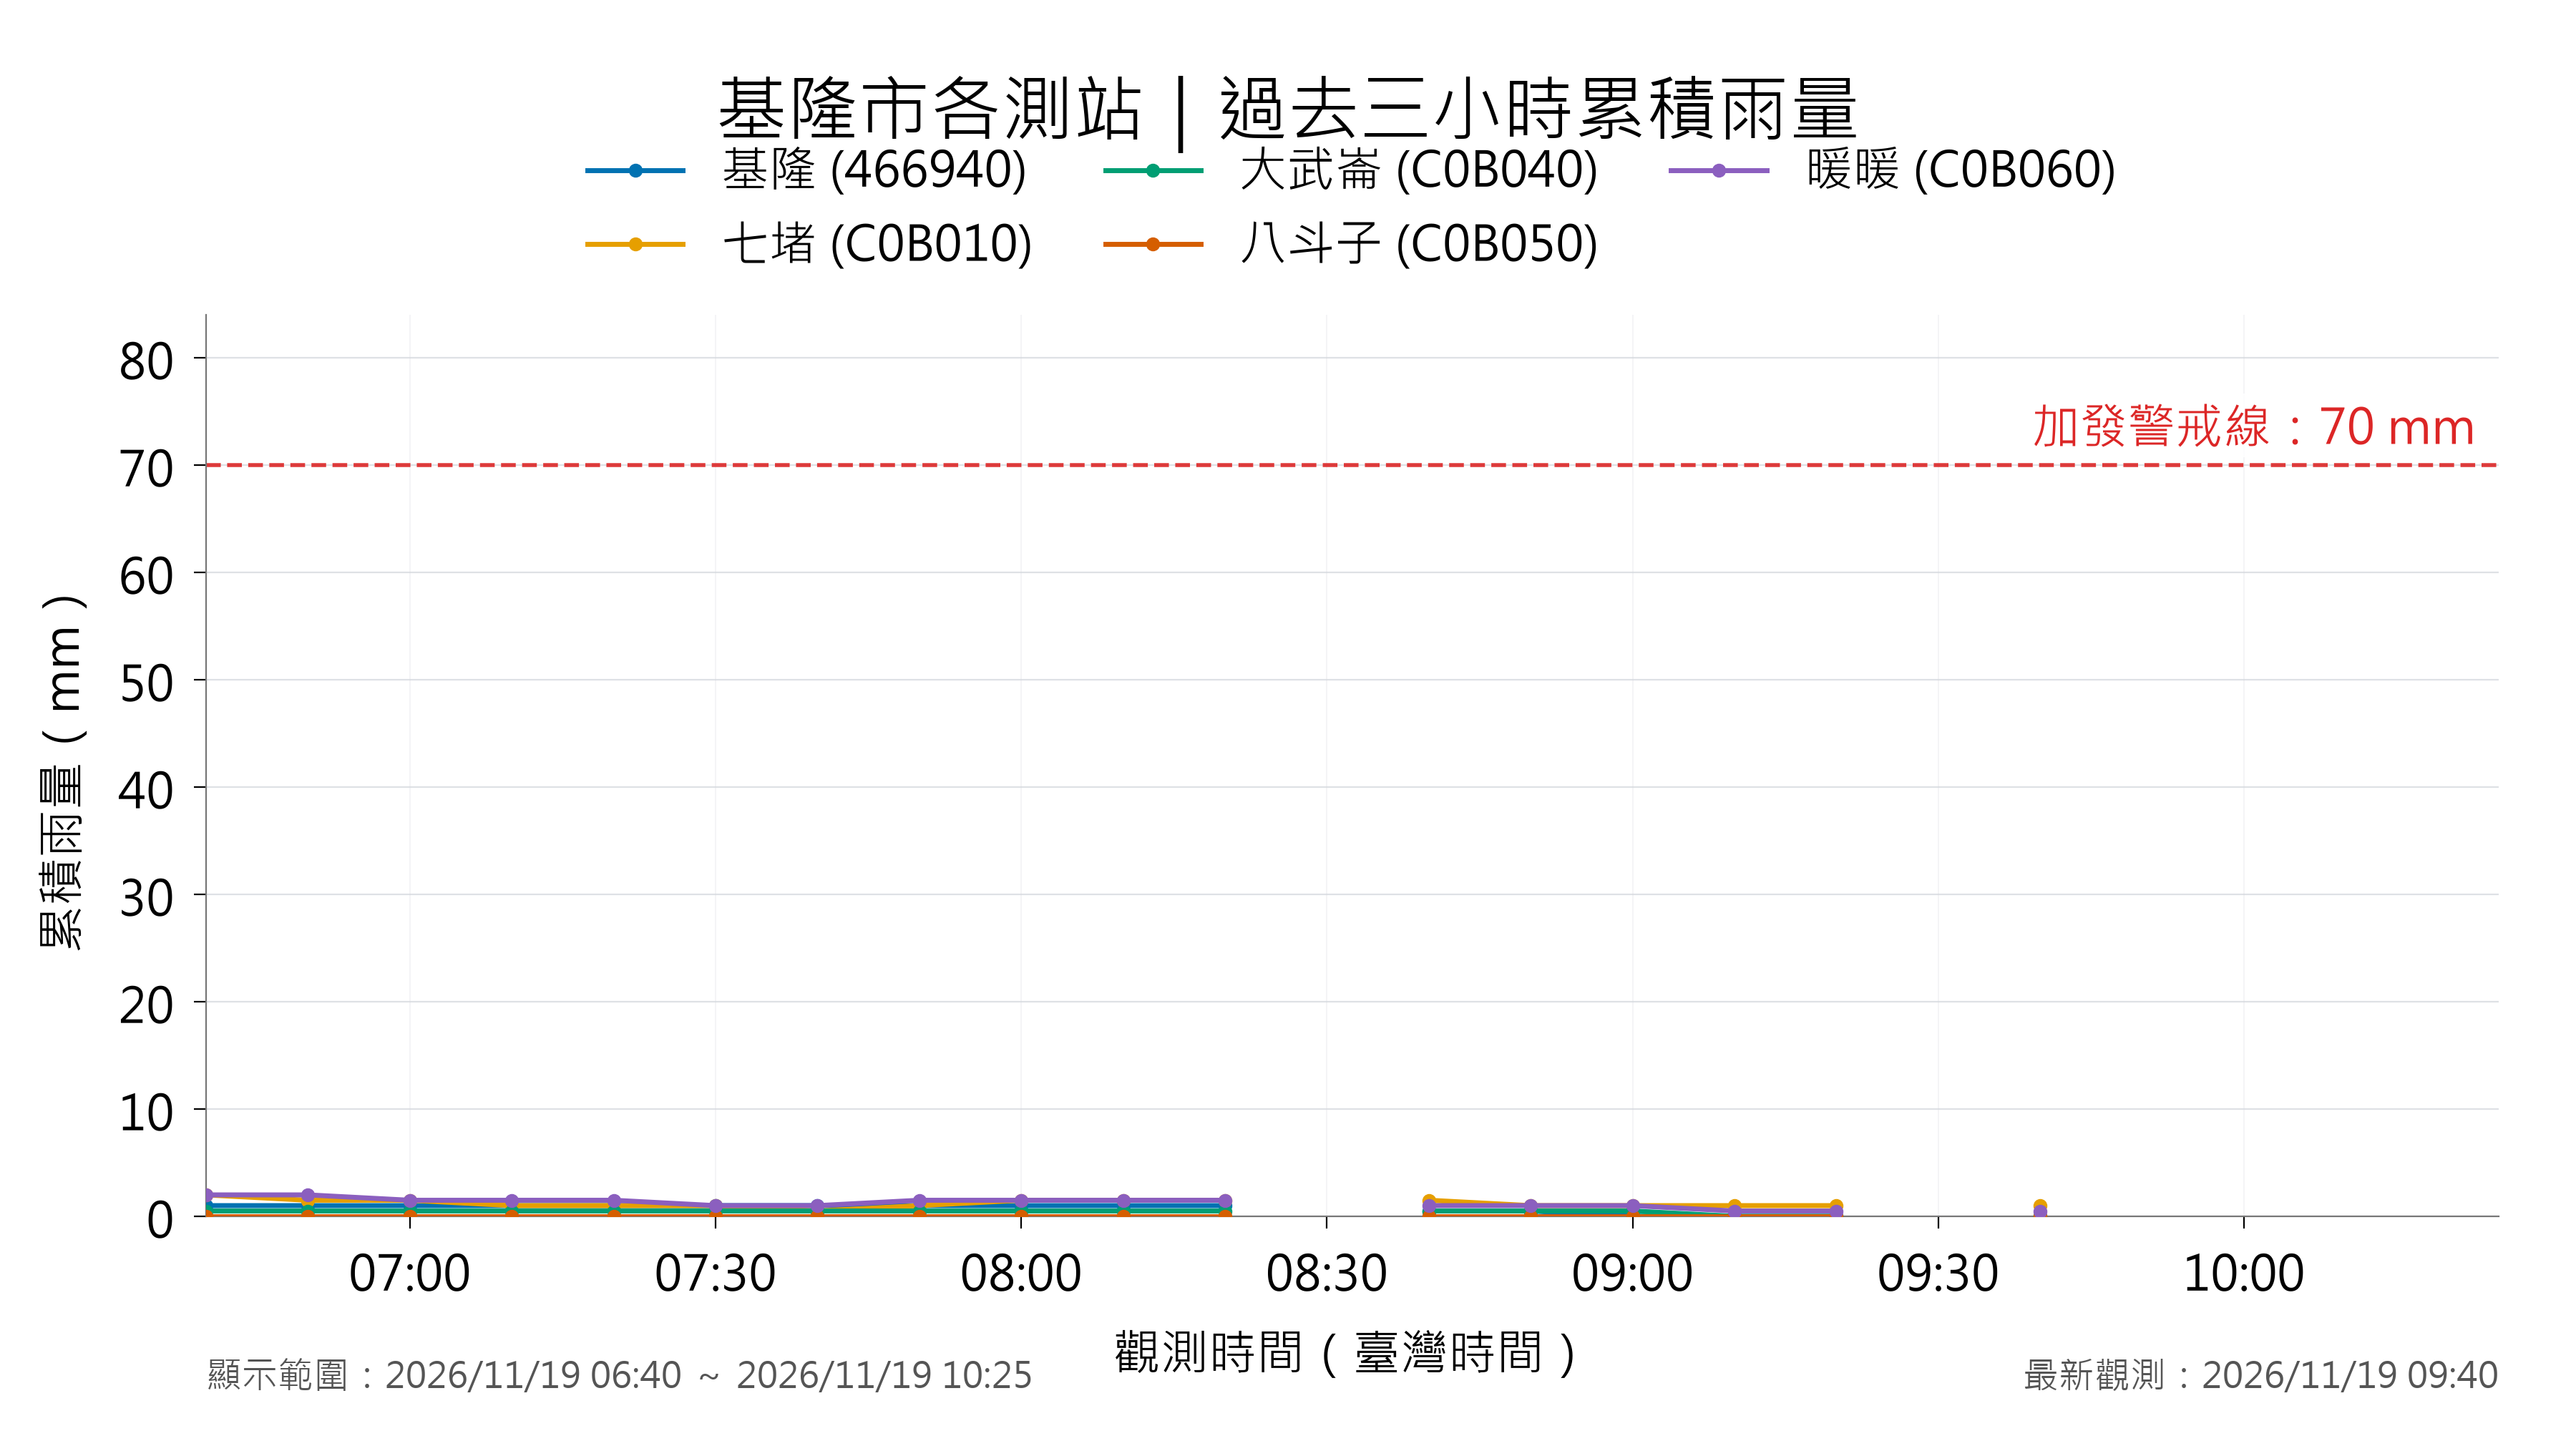 基隆市各測站｜過去三小時累積雨量
基隆 (466940)
七堵 (C0B010)
大武崙 (C0B040)
八斗子 (C0B050)
暖暖 (C0B060)
累積雨量（mm）
80
70
60
50
40
30
20
10
0
加發警戒線：70 mm
07:00
07:30
08:00
08:30
09:00
09:30
10:00
觀測時間（臺灣時間）
顯示範圍：2026/11/19 06:40 ~ 2026/11/19 10:25
最新觀測：2026/11/19 09:40